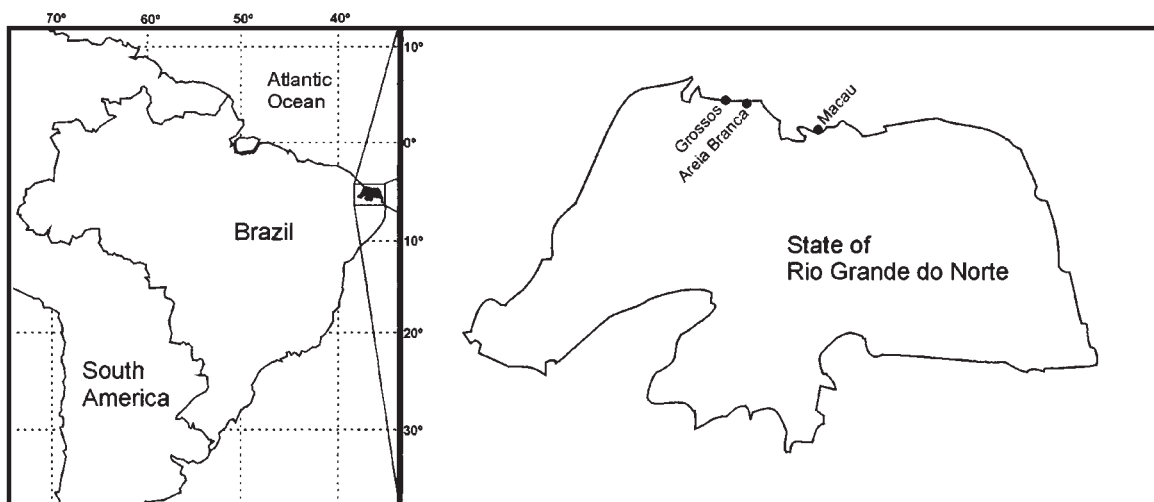 70° 60° 50° 40°
10°
Atlantic
Ocean
0°
Brazil
10°
20°
South
America
30°
Grossos
Areia Branca
Macau
State of
Rio Grande do Norte